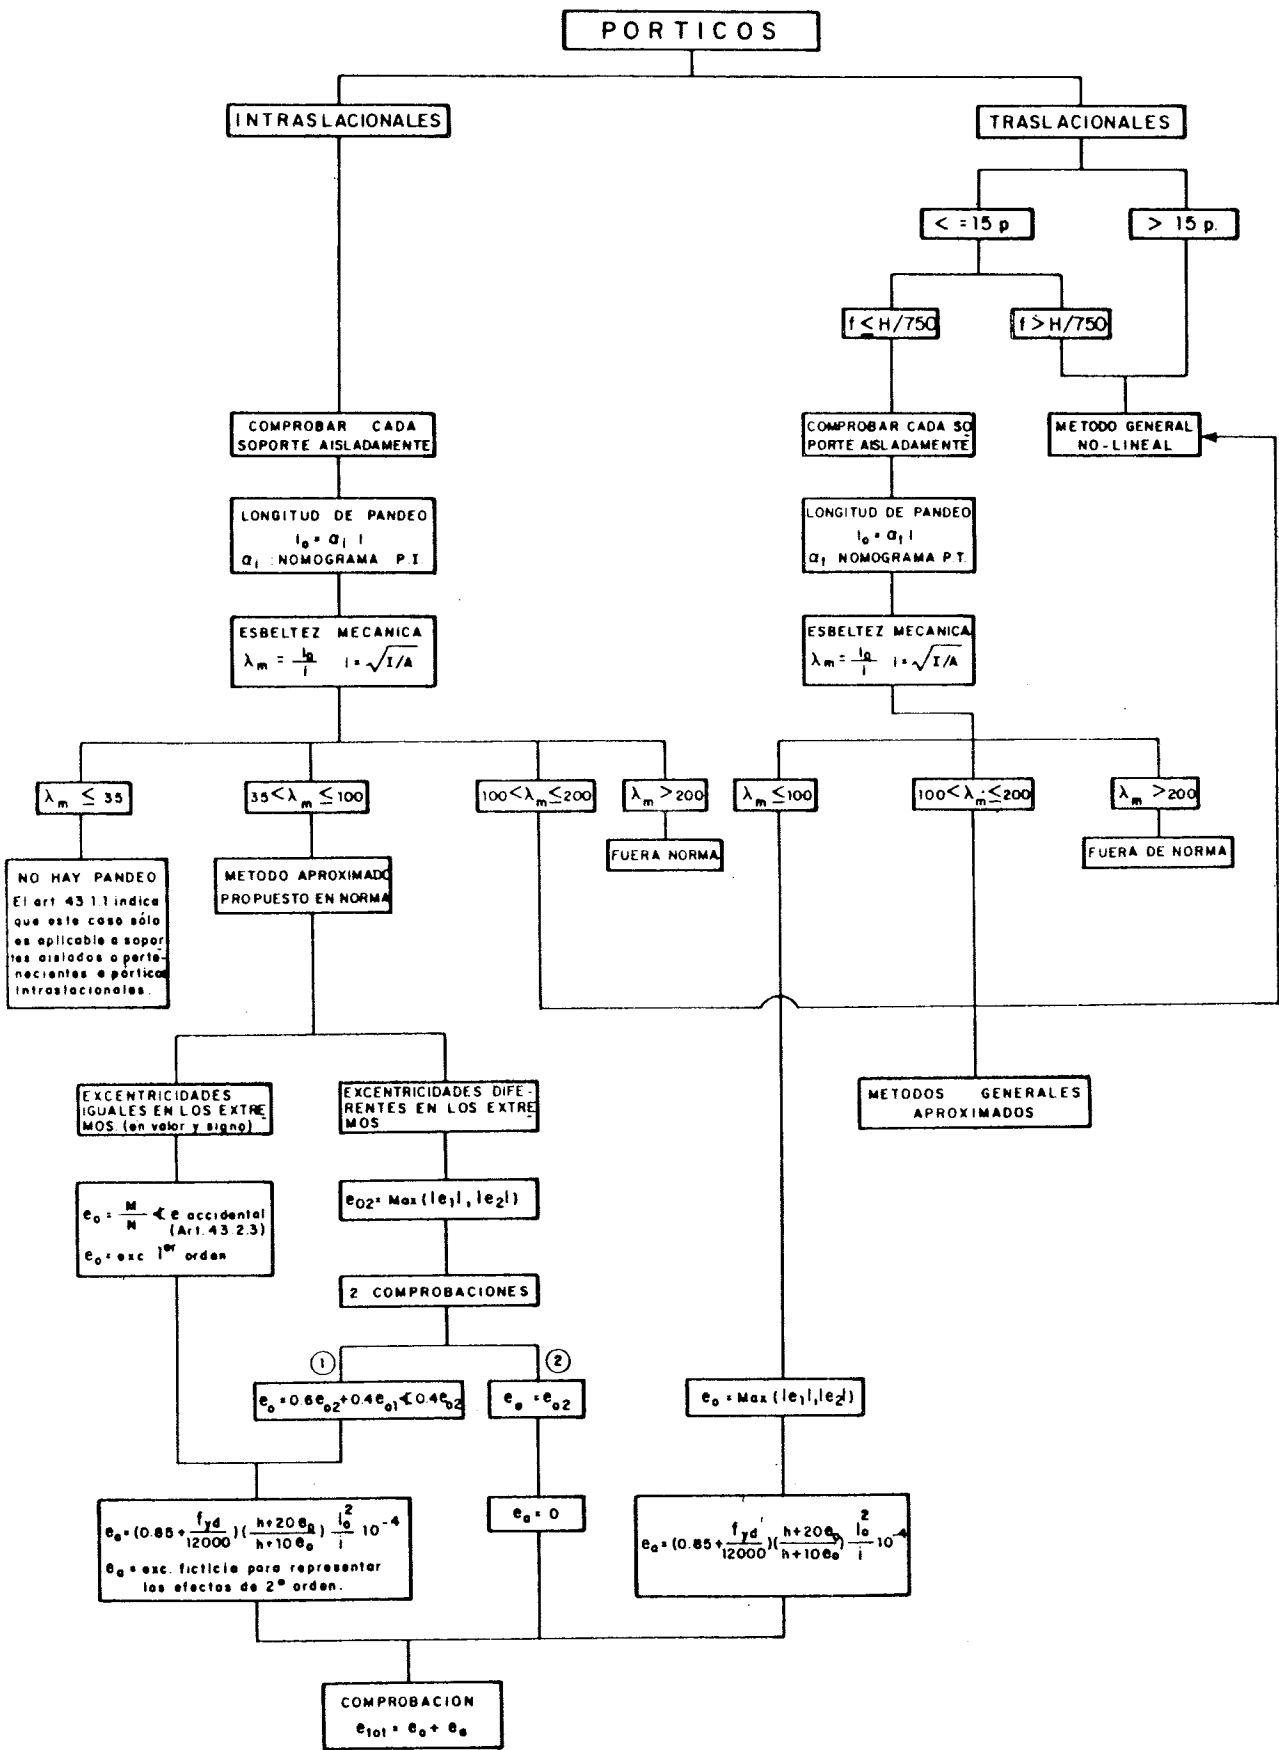 PORTICOS
INTRASLACIONALES
TRASLACIONALES
< =15 p
> 15 p.
f ≤ H/750
f > H/750
COMPROBAR CADA
SOPORTE AISLADAMENTE
COMPROBAR CADA SO
PORTE AISLADAMENTE
METODO GENERAL
NO-LINEAL
LONGITUD DE PANDEO
l₀ = αᵢ l
αᵢ : NOMOGRAMA P.I.
LONGITUD DE PANDEO
l₀ = αₜ l
αₜ NOMOGRAMA P.T.
ESBELTEZ MECANICA
λm = l₀/i i = √I/A
ESBELTEZ MECANICA
λm = l₀/i i = √I/A
λm ≤ 35
35 < λm ≤ 100
100 < λm ≤ 200
λm > 200
λm ≤ 100
100 < λm ≤ 200
λm > 200
FUERA NORMA
FUERA DE NORMA
NO HAY PANDEO
El art 43 1.1 indica
que este caso sólo
es aplicable a sopor
tes aislados o perte-
necientes a pórticos
intraslacionales.
METODO APROXIMADO
PROPUESTO EN NORMA
EXCENTRICIDADES
IGUALES EN LOS EXTRE
MOS. (en valor y signo)
EXCENTRICIDADES DIFE-
RENTES EN LOS EXTRE
MOS
METODOS GENERALES
APROXIMADOS
e₀ = M/N ≮ e accidental
(Art. 43.2.3)
e₀ = exc 1er orden
e02 = Max (|e₁|, |e₂|)
2 COMPROBACIONES
1
2
e₀ = 0.6e02 + 0.4e01 ≮ 0.4e02
e₀ = e02
e₀ = Max (|e₁|, |e₂|)
eₐ = (0.85 + fyd/12000)(h+20e₀/h+10e₀) l₀²/i 10⁻⁴
eₐ = exc. ficticia para representar
los efectos de 2º orden.
eₐ = 0
eₐ = (0.85 + fyd/12000)(h+20e₀/h+10e₀) l₀²/i 10⁻⁴
COMPROBACION
etot = e₀ + eₐ